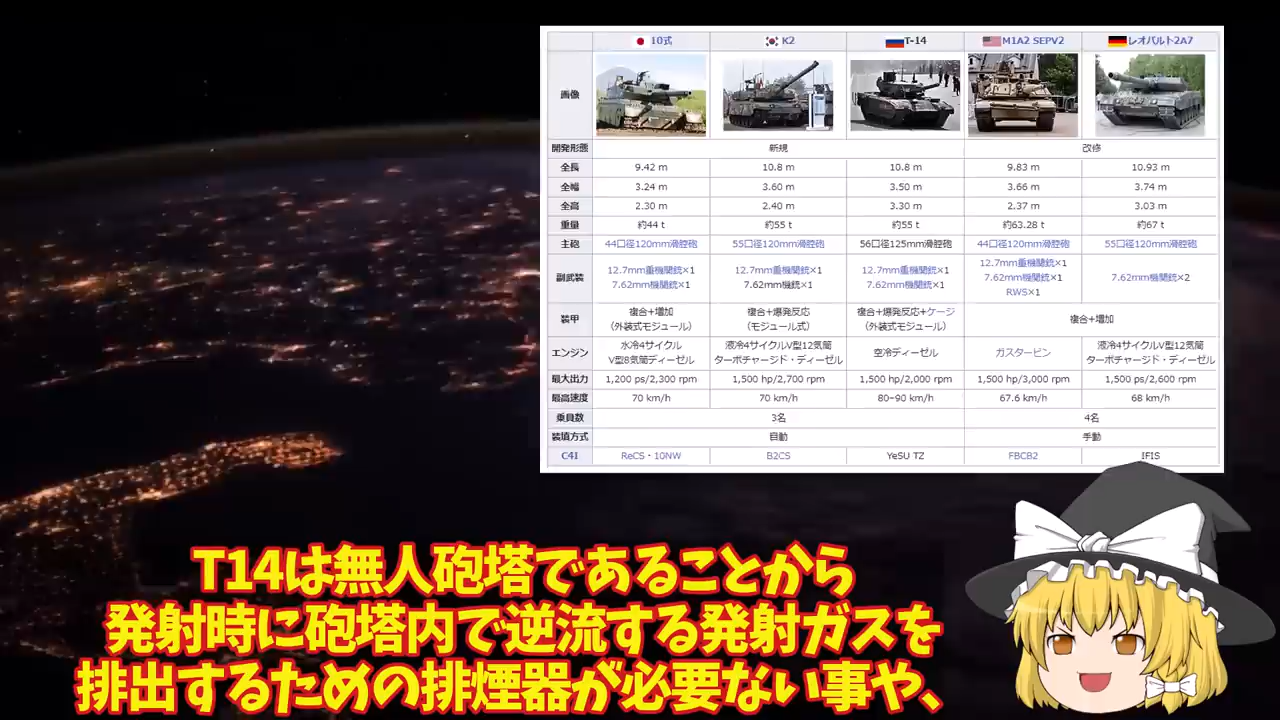 10式 K2 T-14 M1A2 SEPV2 レオパルト2A7
画像
開発形態 新規 改修
全長 9.42 m 10.8 m 10.8 m 9.83 m 10.93 m
全幅 3.24 m 3.60 m 3.50 m 3.66 m 3.74 m
全高 2.30 m 2.40 m 3.30 m 2.37 m 3.03 m
重量 約44 t 約55 t 約55 t 約63.28 t 約67 t
主砲 44口径120mm滑腔砲 55口径120mm滑腔砲 56口径125mm滑腔砲 44口径120mm滑腔砲 55口径120mm滑腔砲
副武装 12.7mm重機関銃×1 7.62mm機関銃×1 12.7mm重機関銃×1 7.62mm機銃×1 12.7mm重機関銃×1 7.62mm機関銃×1 12.7mm重機関銃×1 7.62mm機関銃×1 RWS×1 7.62mm機関銃×2
装甲 複合+増加 (外装式モジュール) 複合+爆発反応 (モジュール式) 複合+爆発反応+ケージ (外装式モジュール) 複合+増加
エンジン 水冷4サイクル V型8気筒ディーゼル 液冷4サイクルV型12気筒 ターボチャージド・ディーゼル 空冷ディーゼル ガスタービン 液冷4サイクルV型12気筒 ターボチャージド・ディーゼル
最大出力 1,200 ps/2,300 rpm 1,500 hp/2,700 rpm 1,500 hp/2,000 rpm 1,500 hp/3,000 rpm 1,500 hp/2,600 rpm
最高速度 70 km/h 70 km/h 80–90 km/h 67.6 km/h 68 km/h
乗員数 3名 4名
装填方式 自動 手動
C4I ReCS・10NW B2CS YeSU TZ FBCB2 IFIS
T14は無人砲塔であることから
発射時に砲塔内で逆流する発射ガスを
排出するための排煙器が必要ない事や、